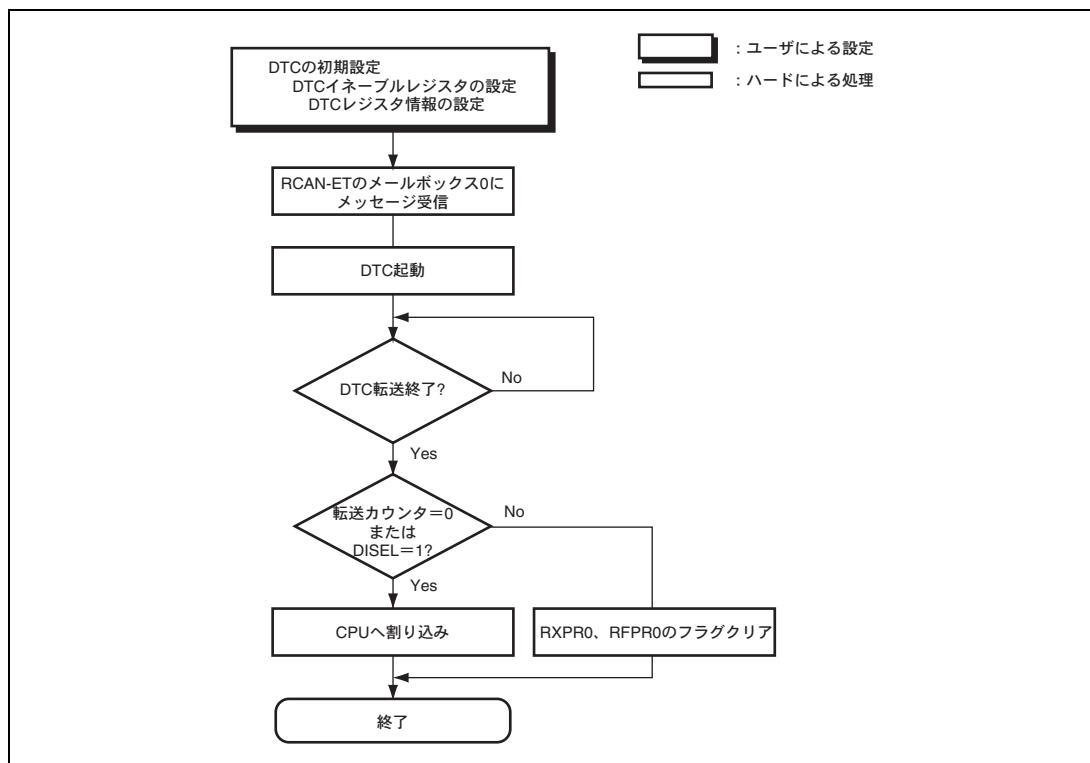 DTCの初期設定
DTCイネーブルレジスタの設定
DTCレジスタ情報の設定
：ユーザによる設定
：ハードによる処理
RCAN-ETのメールボックス0に
メッセージ受信
DTC起動
DTC転送終了?
No
Yes
転送カウンタ＝0
または
DISEL＝1?
No
Yes
CPUへ割り込み
RXPR0、RFPR0のフラグクリア
終了